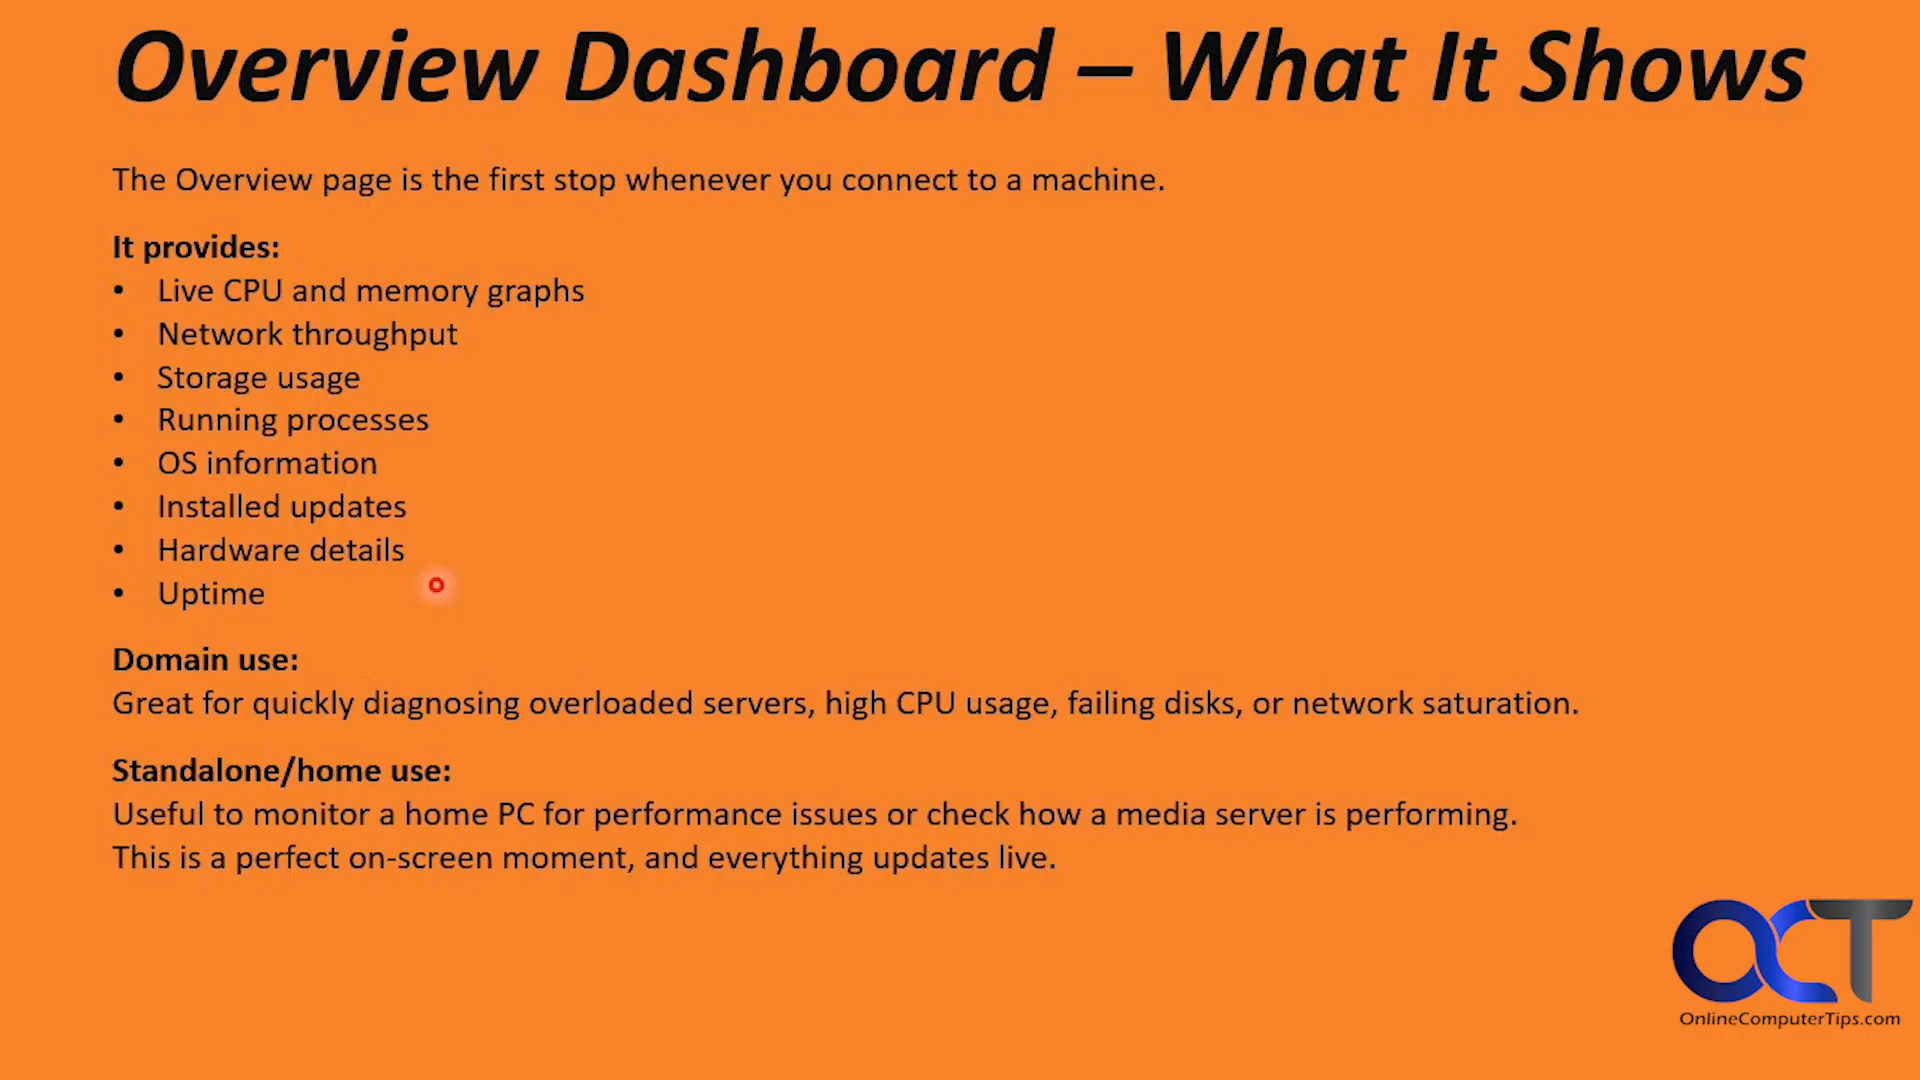 Overview Dashboard – What It Shows
The Overview page is the first stop whenever you connect to a machine.
It provides:
• Live CPU and memory graphs
• Network throughput
• Storage usage
• Running processes
• OS information
• Installed updates
• Hardware details
• Uptime
Domain use:
Great for quickly diagnosing overloaded servers, high CPU usage, failing disks, or network saturation.
Standalone/home use:
Useful to monitor a home PC for performance issues or check how a media server is performing.
This is a perfect on-screen moment, and everything updates live.
OCT
OnlineComputerTips.com